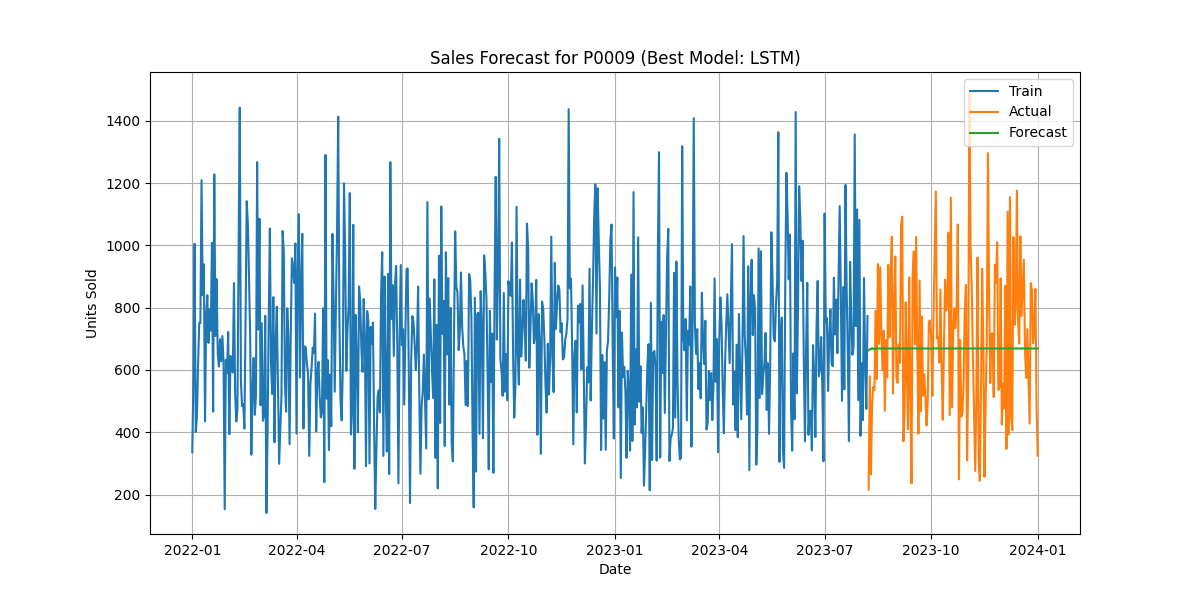 Sales Forecast for P0009 (Best Model: LSTM)
Train
Actual
Forecast
Units Sold
1400
1200
1000
800
600
400
200
2022-01 2022-04 2022-07 2022-10 2023-01 2023-04 2023-07 2023-10 2024-01
Date